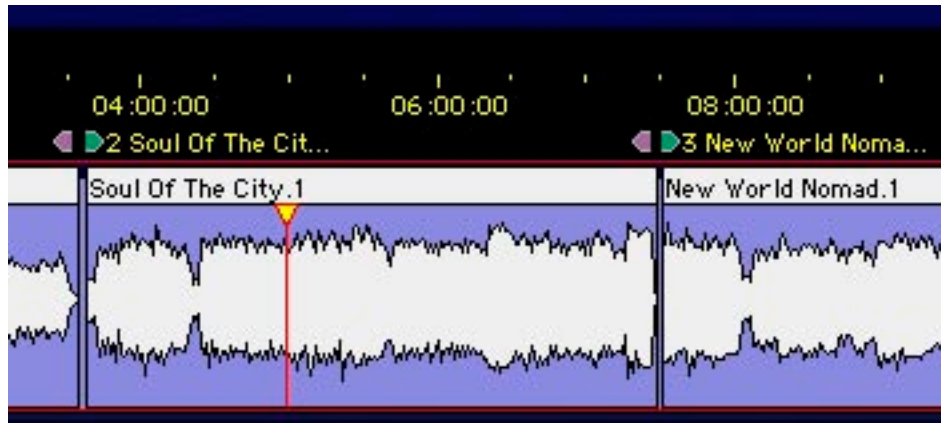 04:00:00 06:00:00 08:00:00
2 Soul Of The Cit... 3 New World Noma...
Soul Of The City.1 New World Nomad.1